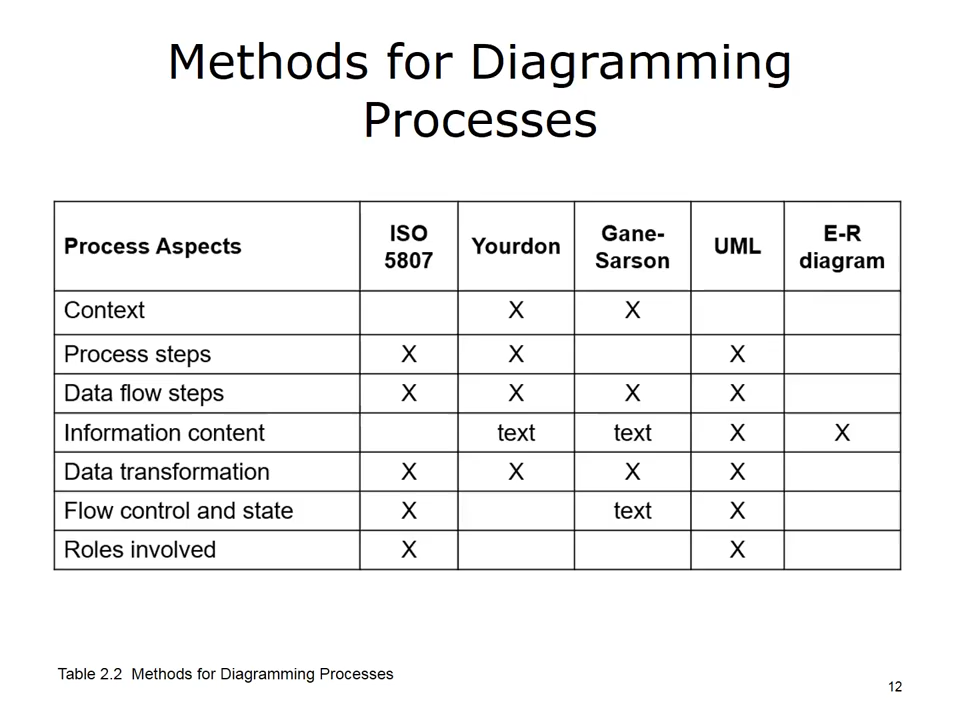 Methods for Diagramming
Processes
Process Aspects ISO 5807 Yourdon Gane-Sarson UML E-R diagram
Context X X
Process steps X X X
Data flow steps X X X X
Information content text text X X
Data transformation X X X X
Flow control and state X text X
Roles involved X X
Table 2.2 Methods for Diagramming Processes
12